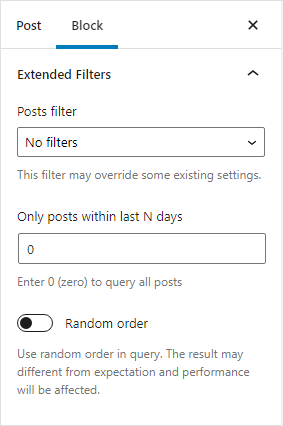 Post Block
Extended Filters
Posts filter
No filters
This filter may override some existing settings.
Only posts within last N days
0
Enter 0 (zero) to query all posts
Random order
Use random order in query. The result may
different from expectation and performance
will be affected.